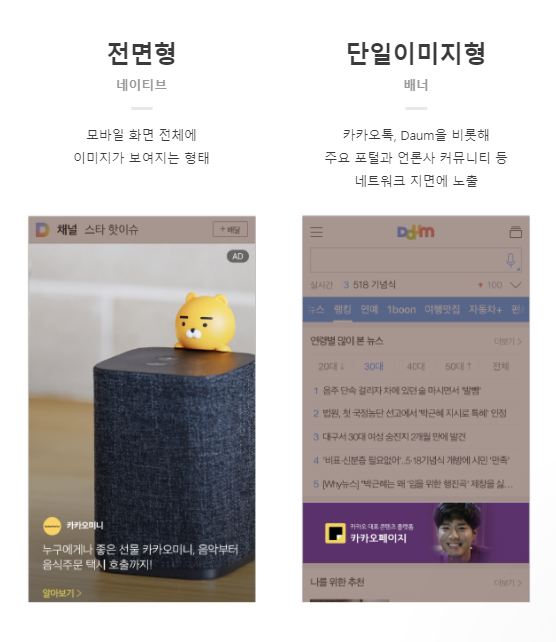 전면형
네이티브
모바일 화면 전체에
이미지가 보여지는 형태
채널 스타 핫이슈
+ 배달
AD
카카오미니
누구에게나 좋은 선물 카카오미니, 음악부터
음식주문 택시 호출까지!
알아보기 >
단일이미지형
배너
카카오톡, Daum을 비롯해
주요 포털과 언론사 커뮤니티 등
네트워크 지면에 노출
Daum
실시간 3 518 기념식 100
뉴스 랭킹 연예 1boon 여행맛집 자동차+
연령별 많이 본 뉴스 더보기 >
20대↓ 30대 40대 50대↑ 전체
1 음주 단속 걸리자 차에 있던 술 마시면서 '발뺌'
2 법원, 첫 국정농단 선고에서 '박근혜 지시로 특혜' 인정
3 대구서 30대 여성 숨진지 2개월 만에 발견
4 '비표·신분증 필요없어'..5·18기념식 개방에 시민 '만족'
5 [Why뉴스] "박근혜는 왜 '임을 위한 행진곡' 제창을 싫...
카카오 대표 콘텐츠 플랫폼
카카오페이지
나를 위한 추천 더보기 >